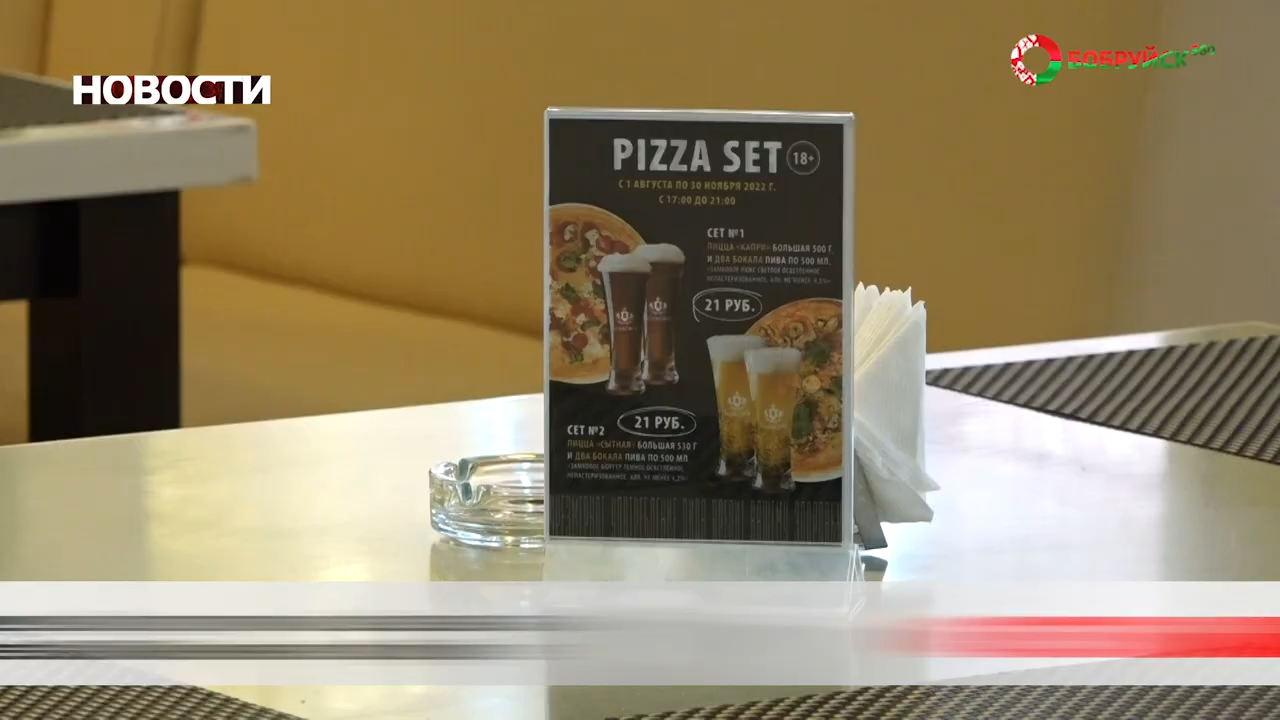 НОВОСТИ
БОБРУЙСК 360
PIZZA SET 18+
С 1 АВГУСТА ПО 30 НОЯБРЯ 2022 Г.
С 17:00 ДО 21:00
СЕТ №1
ПИЦЦА «КАПРИ» БОЛЬШАЯ 500 Г.
И ДВА БОКАЛА ПИВА ПО 500 МЛ.
21 РУБ.
СЕТ №2
21 РУБ.
ПИЦЦА «СЫТНАЯ» БОЛЬШАЯ 530 Г
И ДВА БОКАЛА ПИВА ПО 500 МЛ